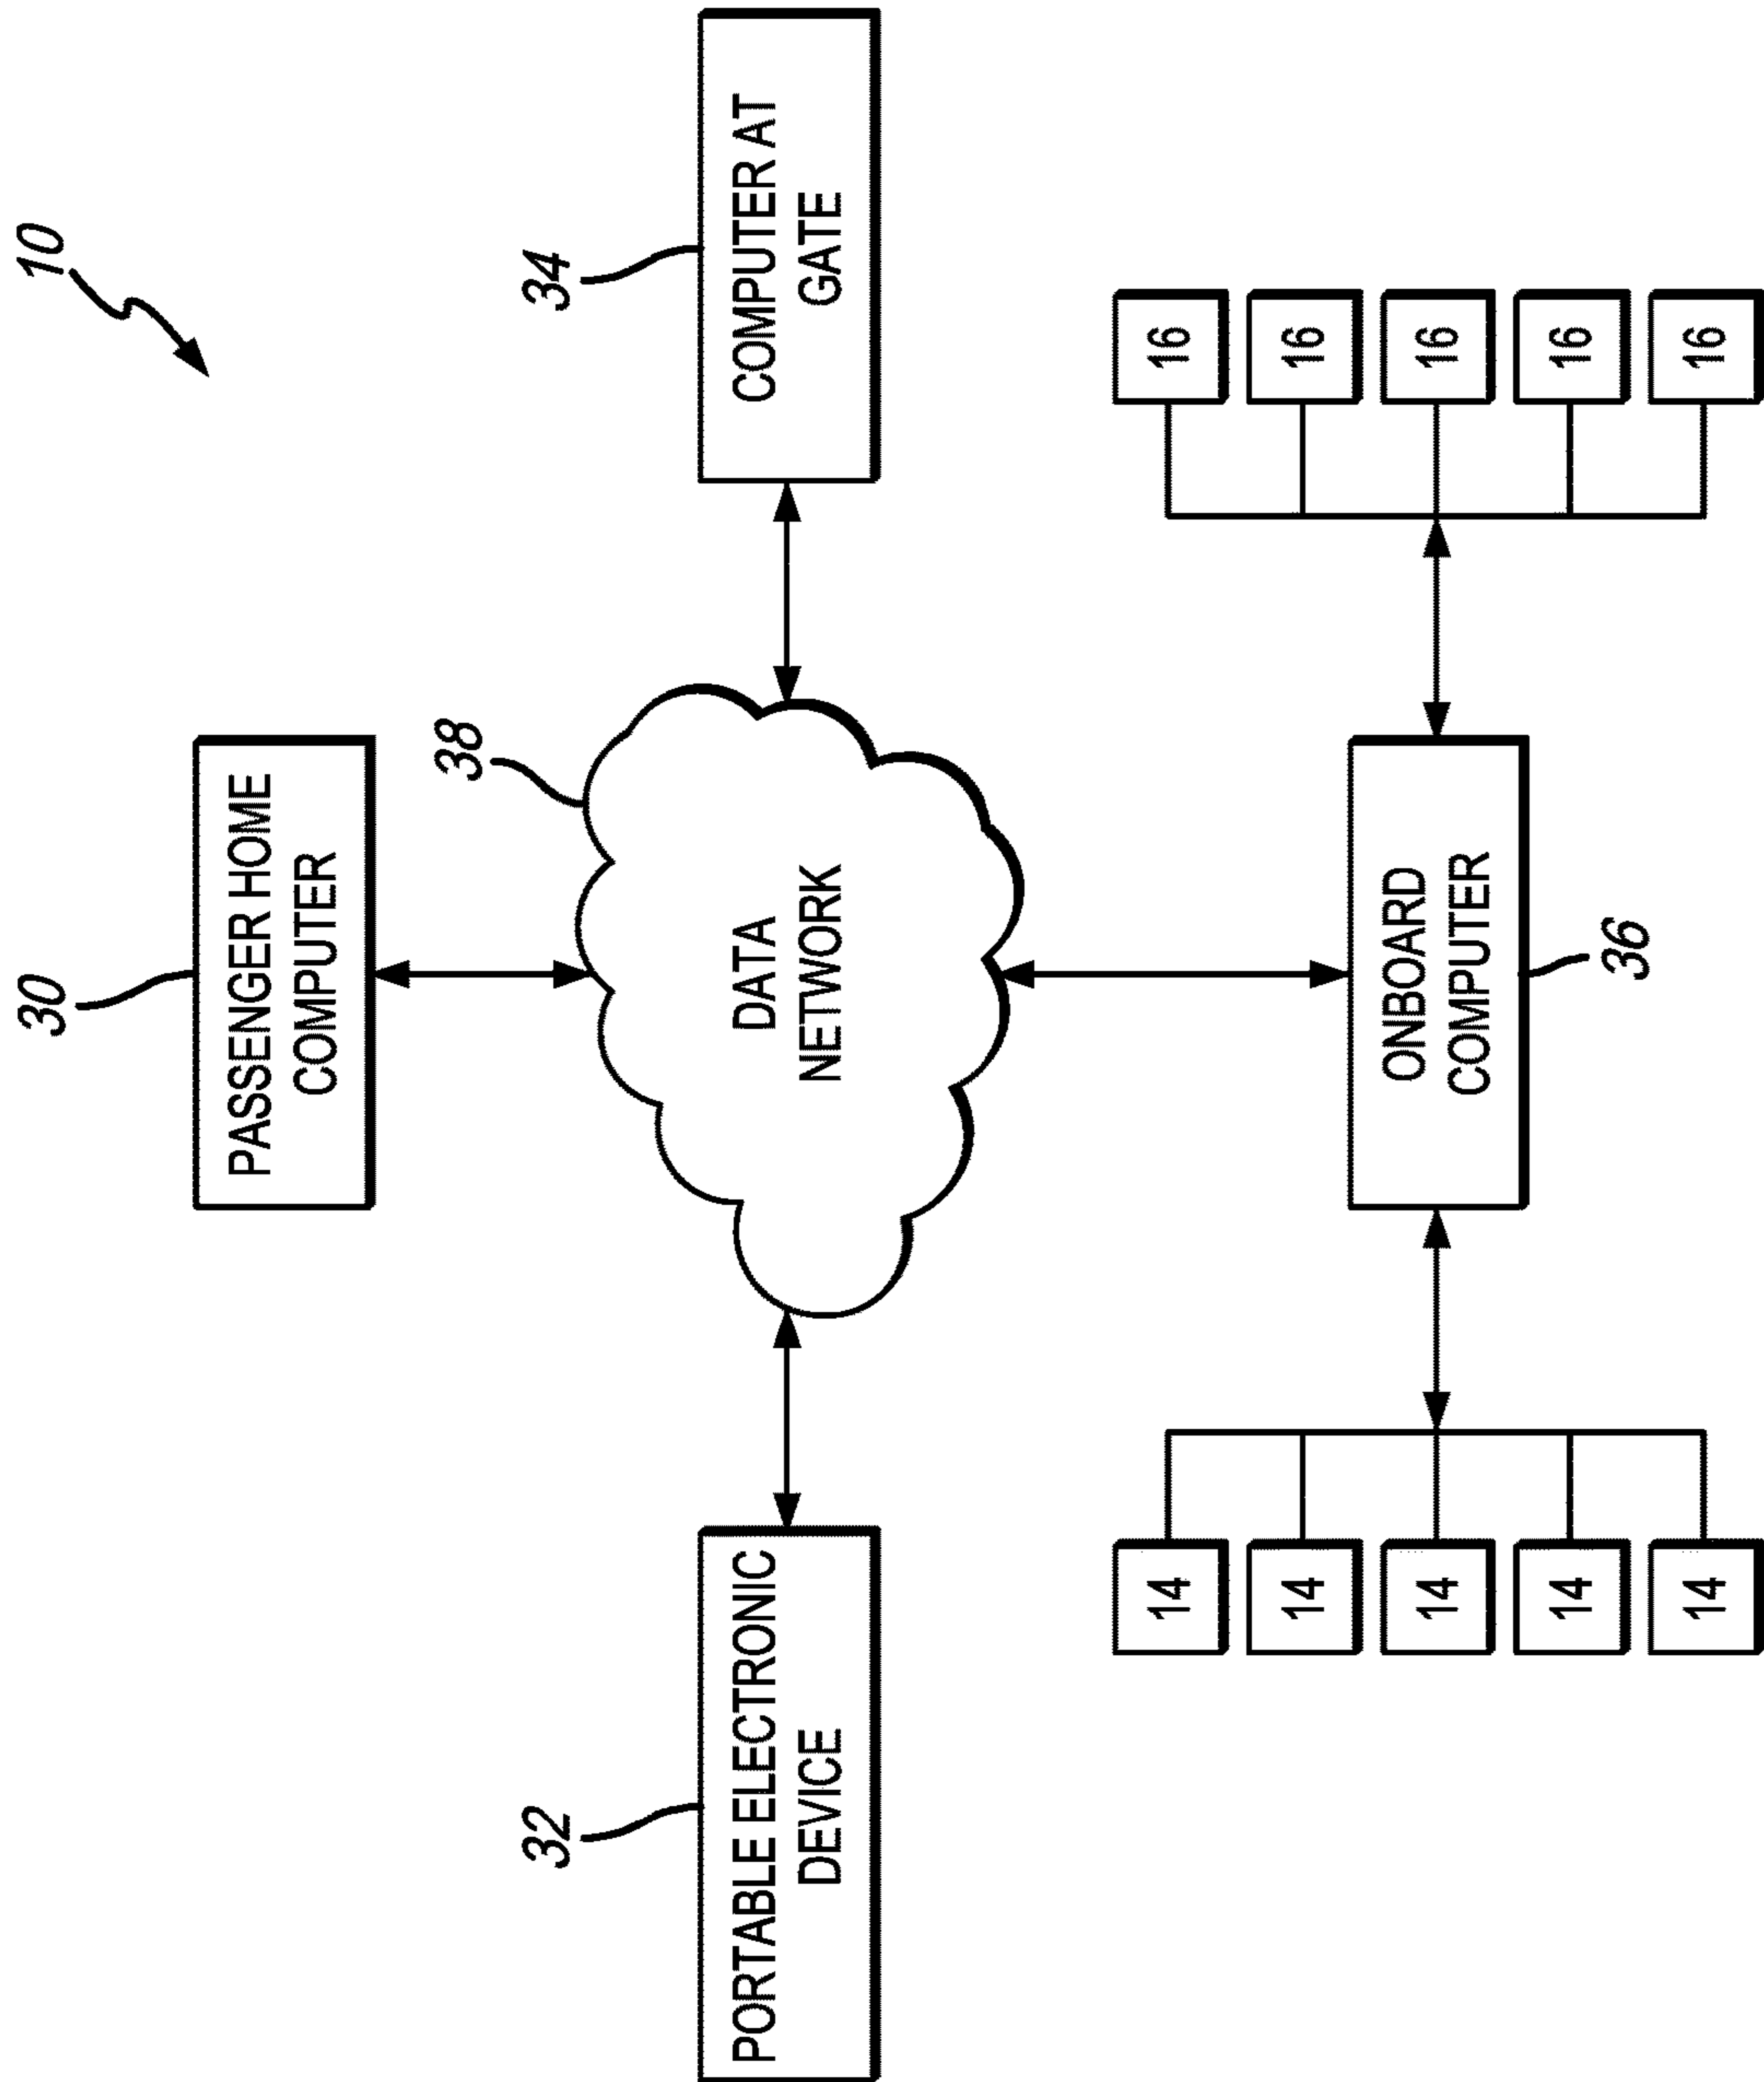 10
30
PASSENGER HOME
COMPUTER
38
32
PORTABLE ELECTRONIC
DEVICE
DATA
NETWORK
34
COMPUTER AT
GATE
14
14
14
14
14
ONBOARD
COMPUTER
36
16
16
16
16
16